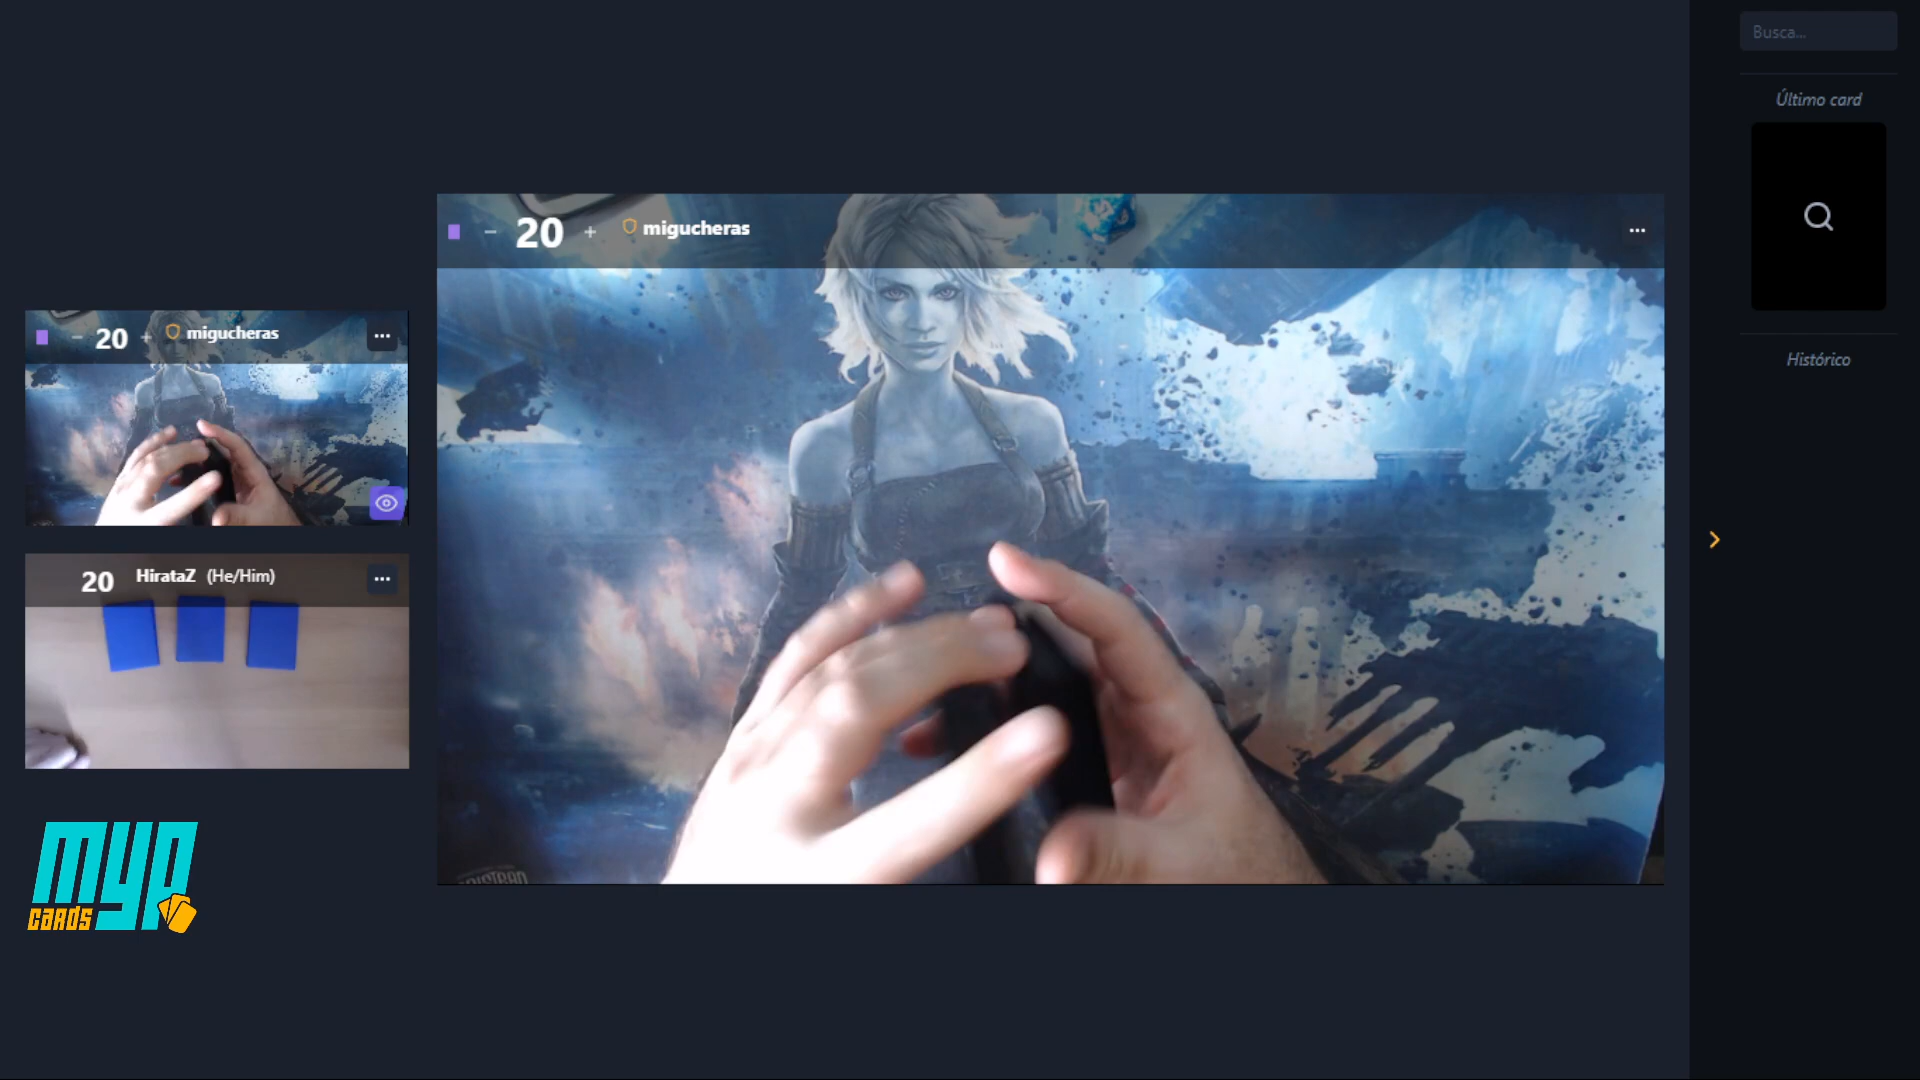 Busca...
Último card
Histórico
20
migucheras
20
migucheras
20
HirataZ (He/Him)
myp
cards